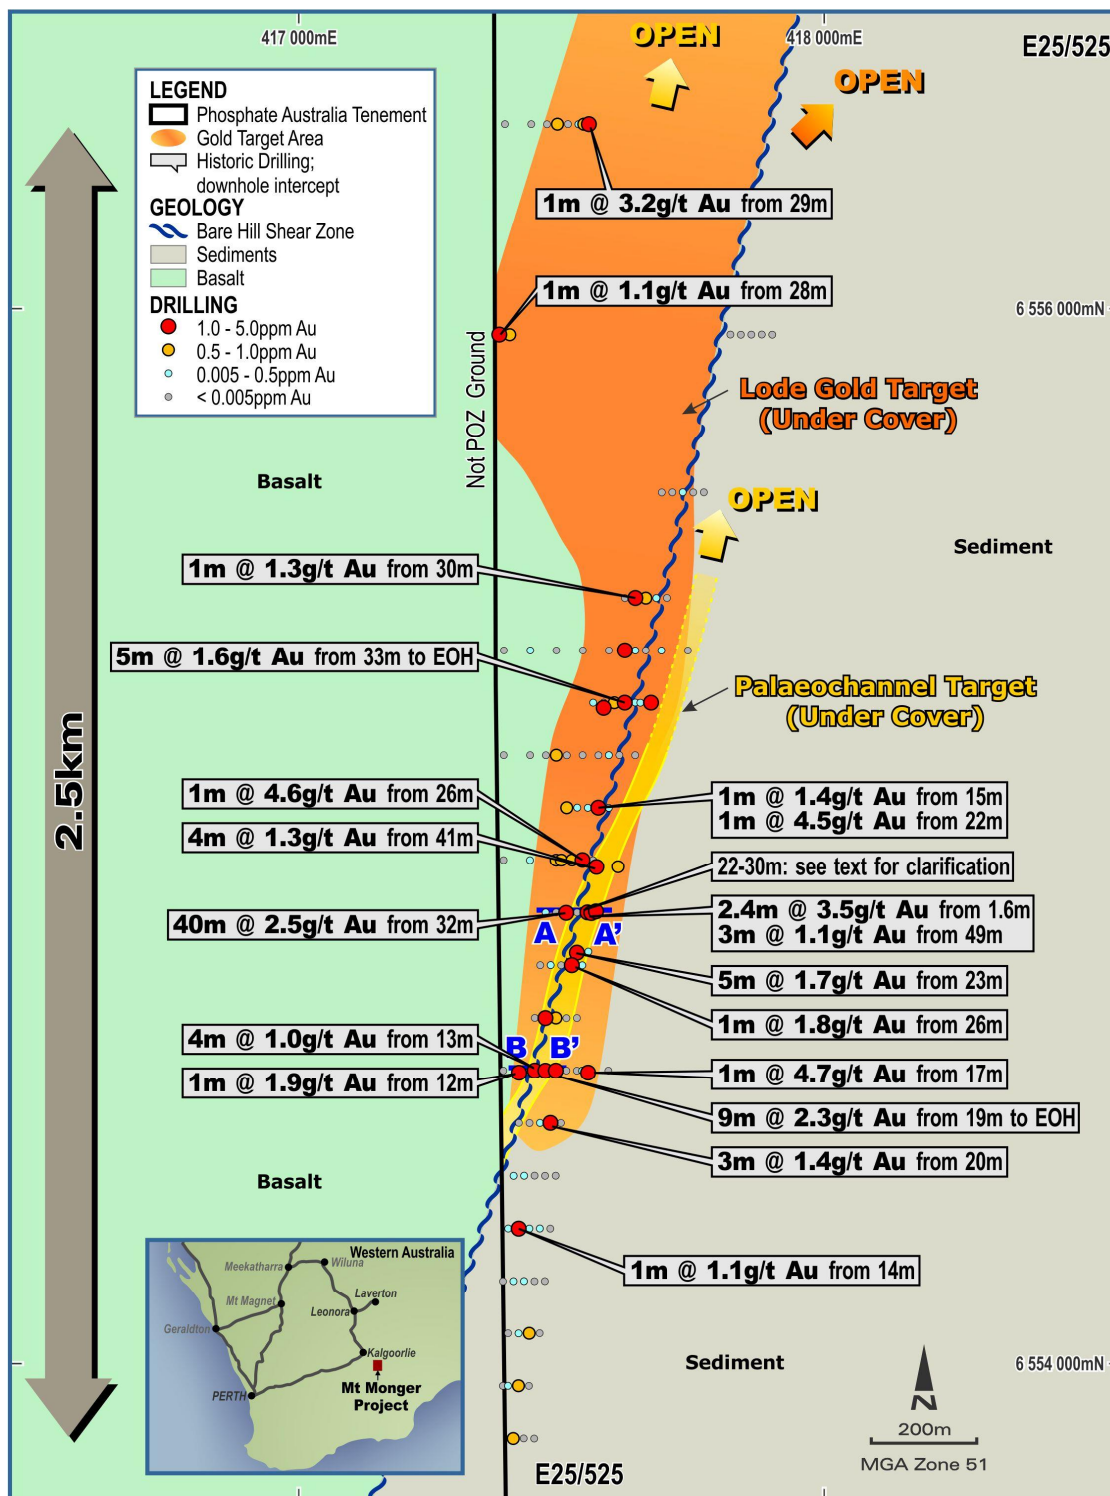 417 000mE
418 000mE
E25/525
OPEN
OPEN
LEGEND
Phosphate Australia Tenement
Gold Target Area
Historic Drilling;
downhole intercept
GEOLOGY
Bare Hill Shear Zone
Sediments
Basalt
DRILLING
1.0 - 5.0ppm Au
0.5 - 1.0ppm Au
0.005 - 0.5ppm Au
< 0.005ppm Au
1m @ 3.2g/t Au from 29m
1m @ 1.1g/t Au from 28m
6 556 000mN
Not POZ Ground
Lode Gold Target
(Under Cover)
Basalt
OPEN
Sediment
1m @ 1.3g/t Au from 30m
5m @ 1.6g/t Au from 33m to EOH
Palaeochannel Target
(Under Cover)
2.5km
1m @ 4.6g/t Au from 26m
4m @ 1.3g/t Au from 41m
1m @ 1.4g/t Au from 15m
1m @ 4.5g/t Au from 22m
22-30m: see text for clarification
40m @ 2.5g/t Au from 32m
A
A'
2.4m @ 3.5g/t Au from 1.6m
3m @ 1.1g/t Au from 49m
5m @ 1.7g/t Au from 23m
1m @ 1.8g/t Au from 26m
4m @ 1.0g/t Au from 13m
B
B'
1m @ 1.9g/t Au from 12m
1m @ 4.7g/t Au from 17m
9m @ 2.3g/t Au from 19m to EOH
3m @ 1.4g/t Au from 20m
Basalt
1m @ 1.1g/t Au from 14m
Western Australia
Meekatharra
Wiluna
Mt Magnet
Laverton
Leonora
Geraldton
Kalgoorlie
PERTH
Mt Monger
Project
Sediment
6 554 000mN
N
200m
MGA Zone 51
E25/525